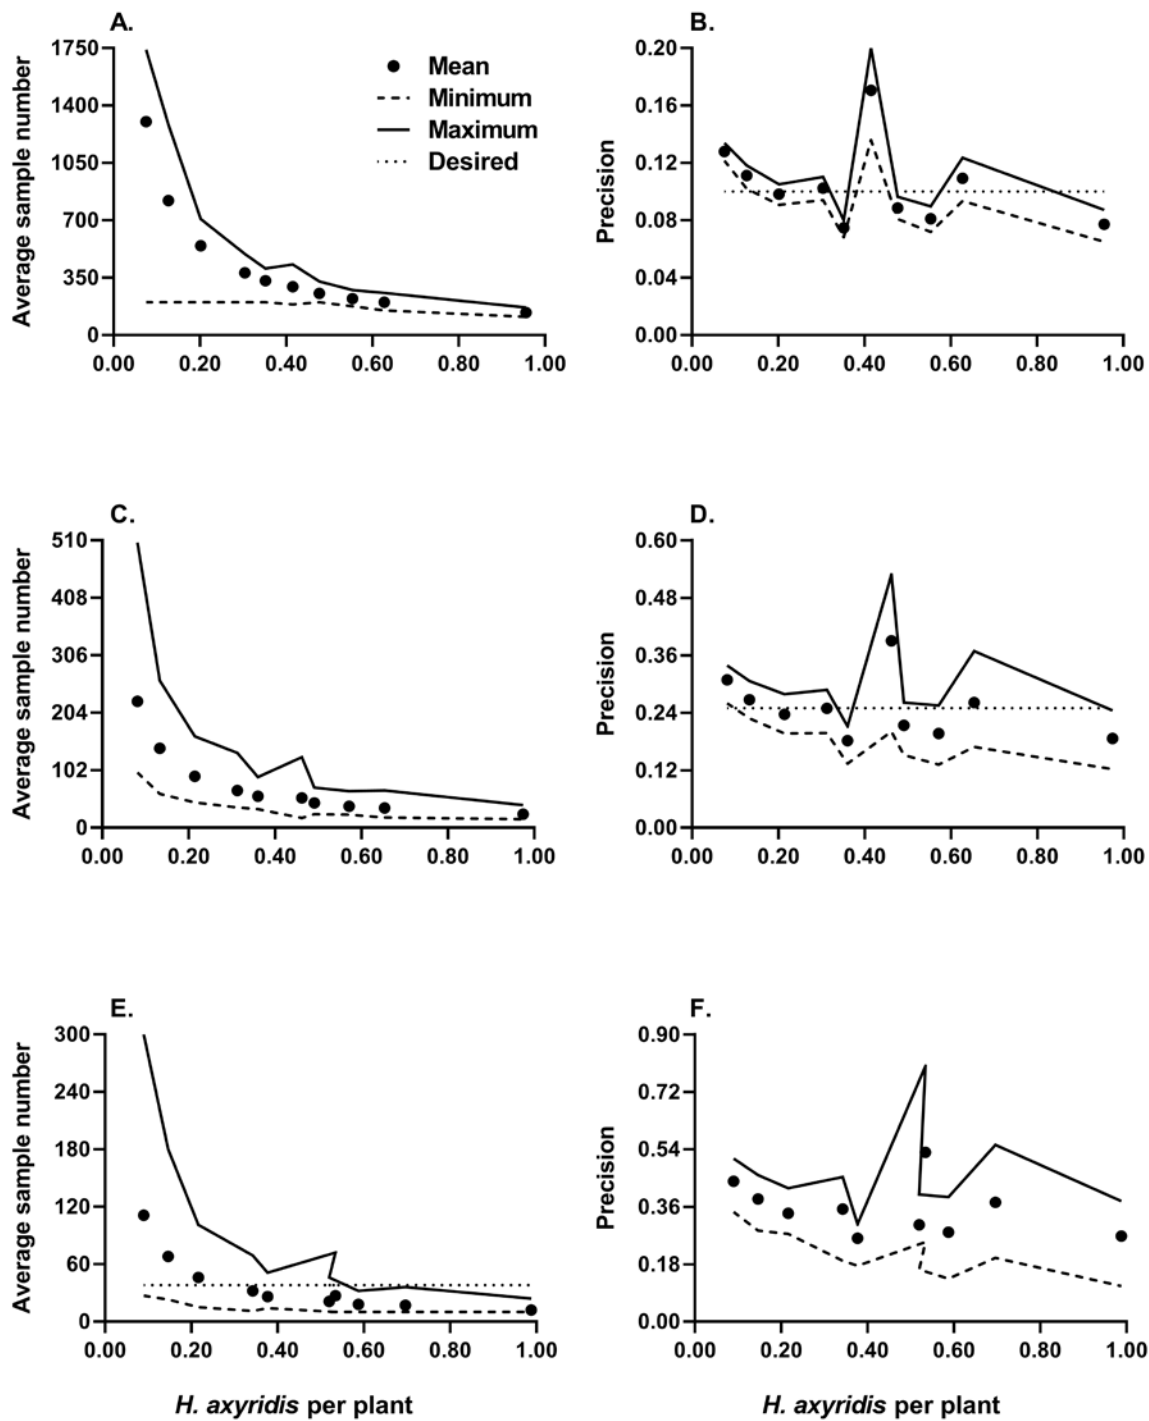 A.
Average sample number
1750
1400
1050
700
350
0
0.00 0.20 0.40 0.60 0.80 1.00
Mean
Minimum
Maximum
Desired
B.
Precision
0.20
0.16
0.12
0.08
0.04
0.00
0.00 0.20 0.40 0.60 0.80 1.00
C.
Average sample number
510
408
306
204
102
0
0.00 0.20 0.40 0.60 0.80 1.00
D.
Precision
0.60
0.48
0.36
0.24
0.12
0.00
0.00 0.20 0.40 0.60 0.80 1.00
E.
Average sample number
300
240
180
120
60
0
0.00 0.20 0.40 0.60 0.80 1.00
H. axyridis per plant
F.
Precision
0.90
0.72
0.54
0.36
0.18
0.00
0.00 0.20 0.40 0.60 0.80 1.00
H. axyridis per plant